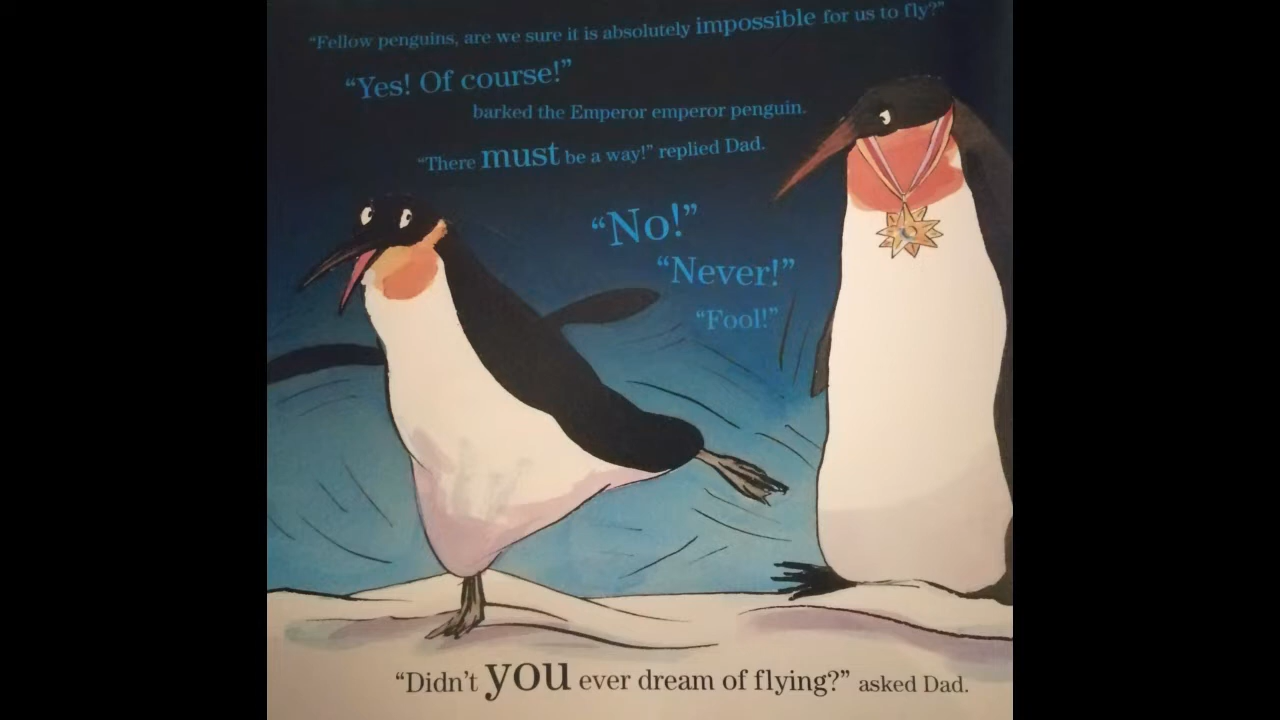 “Fellow penguins, are we sure it is absolutely impossible for us to fly?”
“Yes! Of course!”
barked the Emperor emperor penguin.
“There must be a way!” replied Dad.
“No!”
“Never!”
“Fool!”
“Didn’t you ever dream of flying?” asked Dad.